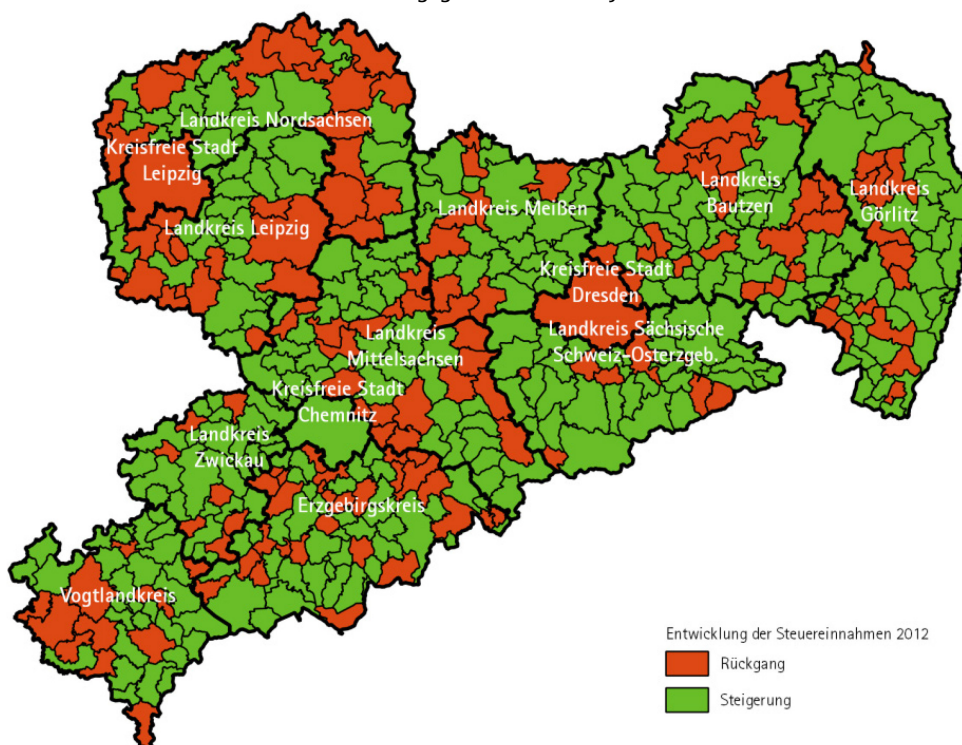 Landkreis Nordsachsen
Kreisfreie Stadt
Leipzig
Landkreis Leipzig
Landkreis Meißen
Landkreis
Bautzen
Landkreis
Görlitz
Kreisfreie Stadt
Dresden
Landkreis Sächsische
Schweiz-Osterzgeb.
Landkreis
Mittelsachsen
Kreisfreie Stadt
Chemnitz
Landkreis
Zwickau
Erzgebirgskreis
Vogtlandkreis
Entwicklung der Steuereinnahmen 2012
Rückgang
Steigerung